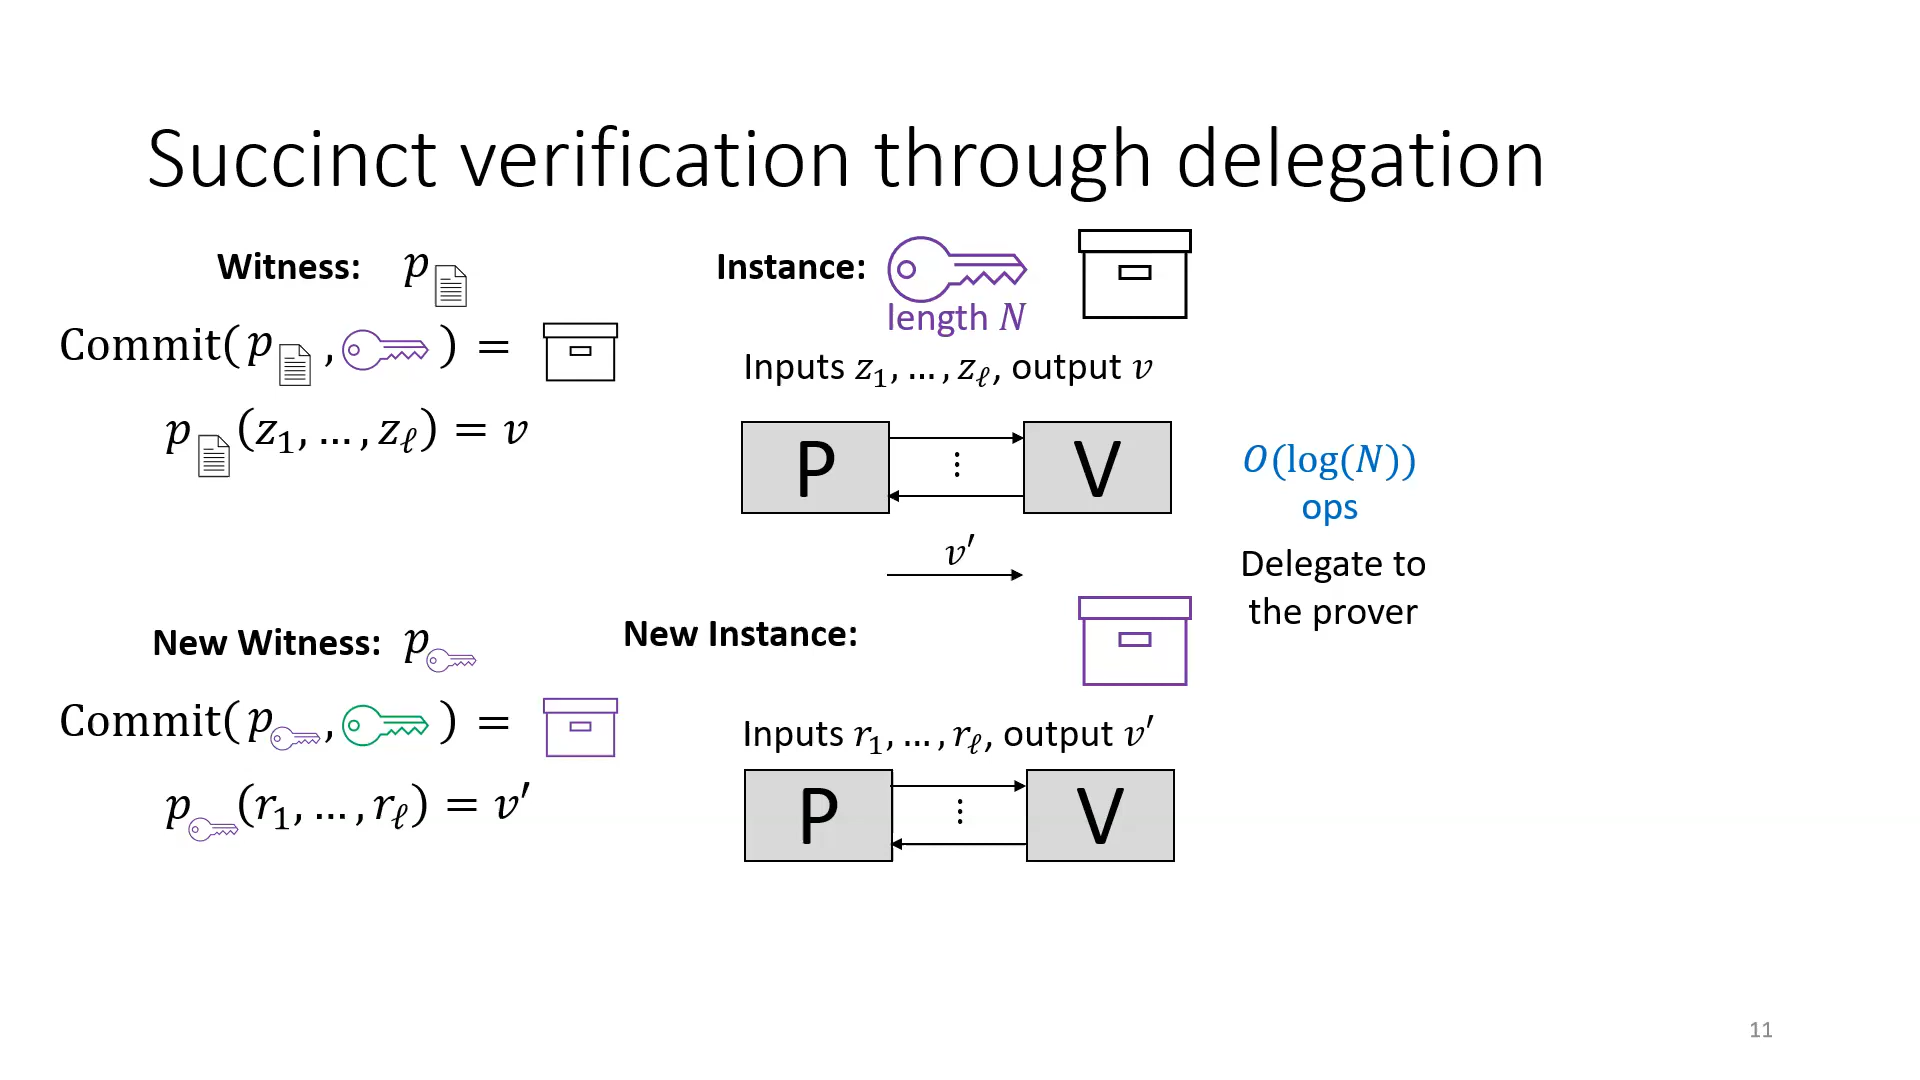 Succinct verification through delegation
Witness: p
Commit(p, ) =
p(z₁, … , z_ℓ) = v
Instance:
length N
Inputs z₁, … , z_ℓ, output v
P ⋮ V
O(log(N))
ops
v′
Delegate to
the prover
New Witness: p
Commit(p, ) =
p(r₁, … , r_ℓ) = v′
New Instance:
Inputs r₁, … , r_ℓ, output v′
P ⋮ V
11